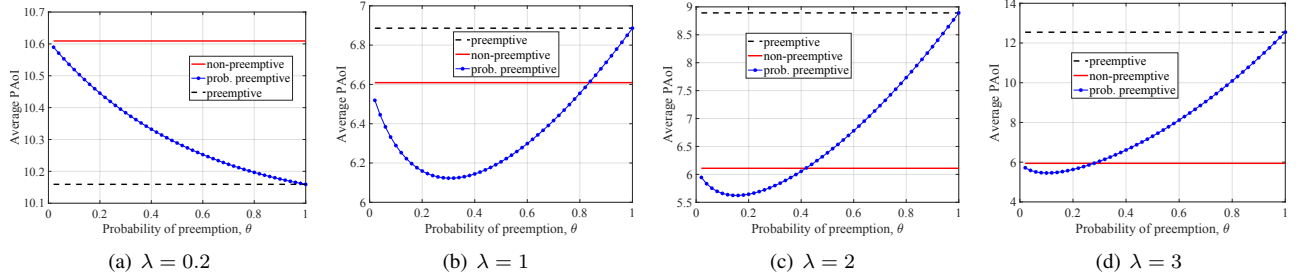 10.7
10.6
10.5
10.4
10.3
10.2
10.1
Average PAoI
non-preemptive
prob. preemptive
preemptive
0 0.2 0.4 0.6 0.8 1
Probability of preemption, θ
(a) λ = 0.2
7
6.8
6.6
6.4
6.2
6
Average PAoI
preemptive
non-preemptive
prob. preemptive
0 0.2 0.4 0.6 0.8 1
Probability of preemption, θ
(b) λ = 1
9
8.5
8
7.5
7
6.5
6
5.5
Average PAoI
preemptive
non-preemptive
prob. preemptive
0 0.2 0.4 0.6 0.8 1
Probability of preemption, θ
(c) λ = 2
14
12
10
8
6
4
Average PAoI
preemptive
non-preemptive
prob. preemptive
0 0.2 0.4 0.6 0.8 1
Probability of preemption, θ
(d) λ = 3